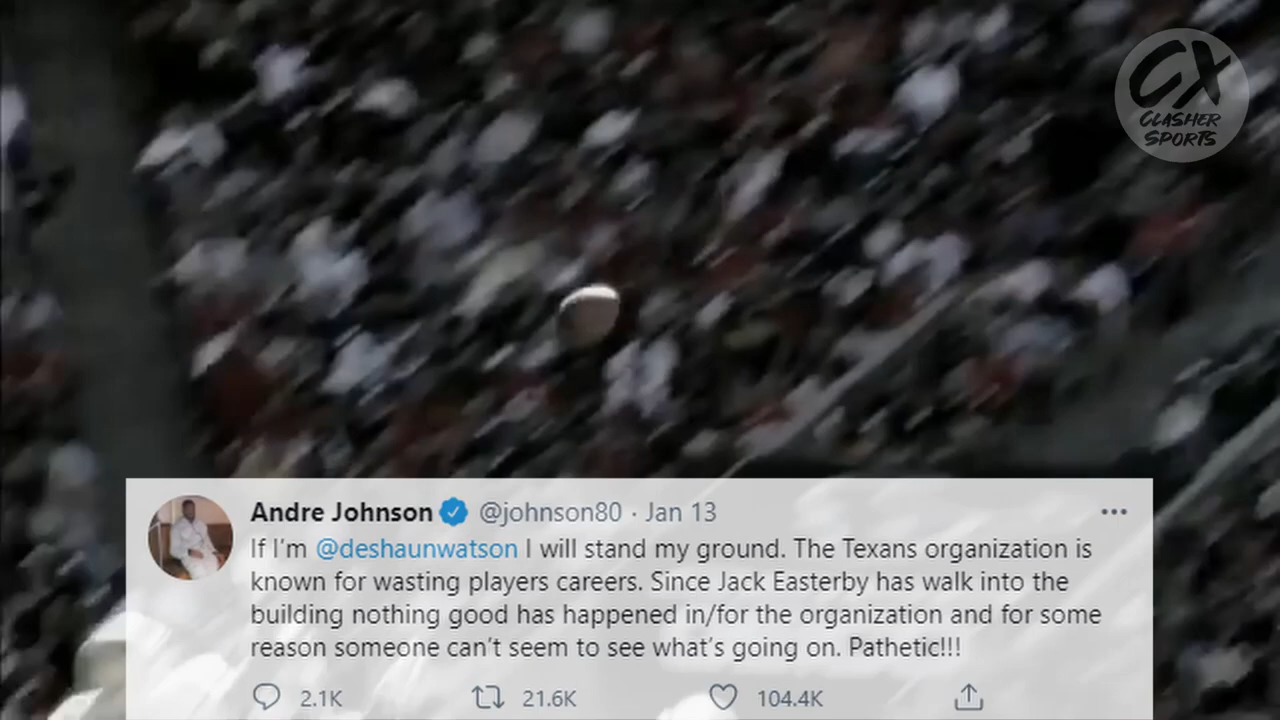 CX
CLASHER
SPORTS
Andre Johnson @johnson80 · Jan 13
If I'm @deshaunwatson I will stand my ground. The Texans organization is
known for wasting players careers. Since Jack Easterby has walk into the
building nothing good has happened in/for the organization and for some
reason someone can't seem to see what's going on. Pathetic!!!
2.1K 21.6K 104.4K